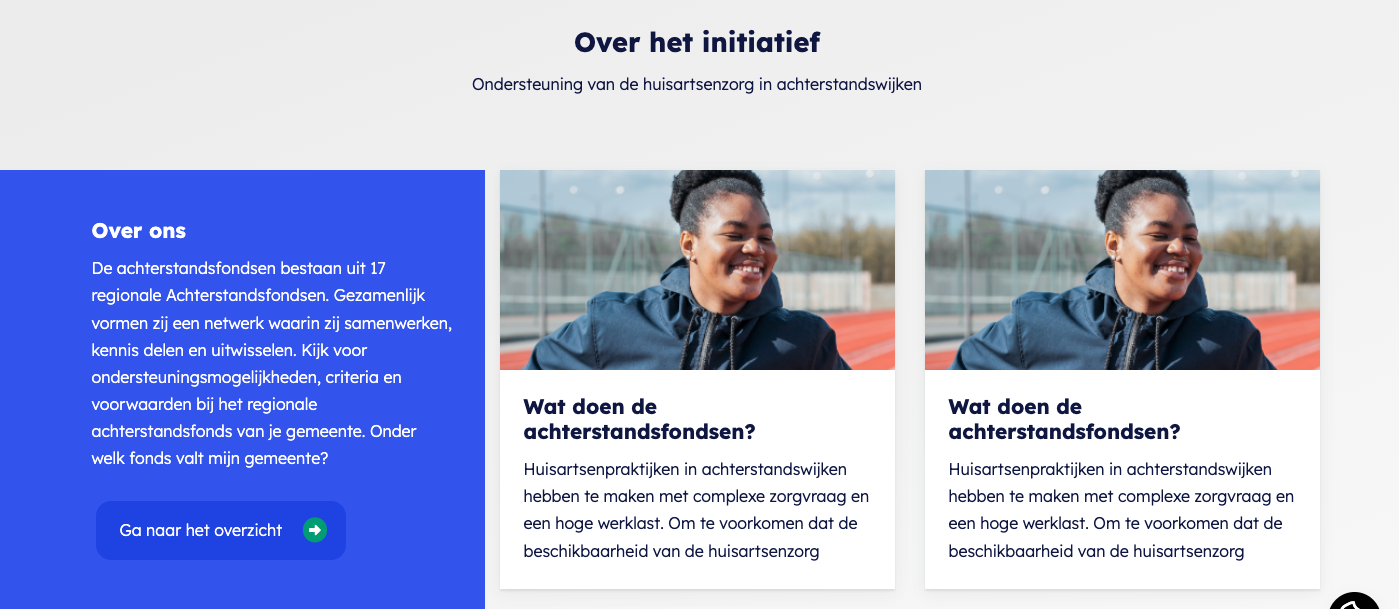 Over het initiatief
Ondersteuning van de huisartsenzorg in achterstandswijken
Over ons
De achterstandsfondsen bestaan uit 17
regionale Achterstandsfondsen. Gezamenlijk
vormen zij een netwerk waarin zij samenwerken,
kennis delen en uitwisselen. Kijk voor
ondersteuningsmogelijkheden, criteria en
voorwaarden bij het regionale
achterstandsfonds van je gemeente. Onder
welk fonds valt mijn gemeente?
Ga naar het overzicht
Wat doen de
achterstandsfondsen?
Huisartsenpraktijken in achterstandswijken
hebben te maken met complexe zorgvraag en
een hoge werklast. Om te voorkomen dat de
beschikbaarheid van de huisartsenzorg
Wat doen de
achterstandsfondsen?
Huisartsenpraktijken in achterstandswijken
hebben te maken met complexe zorgvraag en
een hoge werklast. Om te voorkomen dat de
beschikbaarheid van de huisartsenzorg